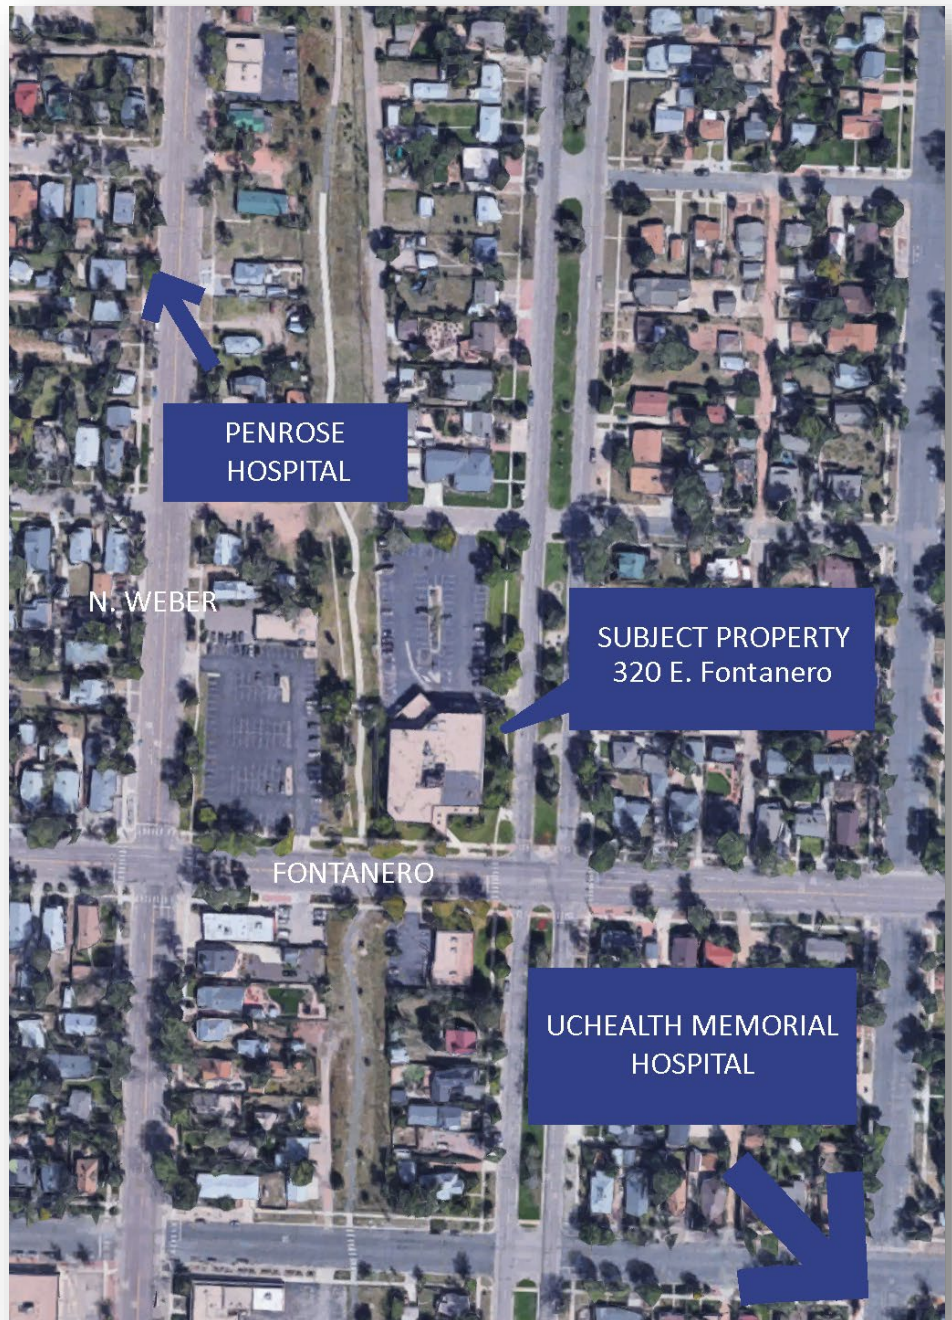 PENROSE
HOSPITAL
N. WEBER
SUBJECT PROPERTY
320 E. Fontanero
FONTANERO
UCHEALTH MEMORIAL
HOSPITAL